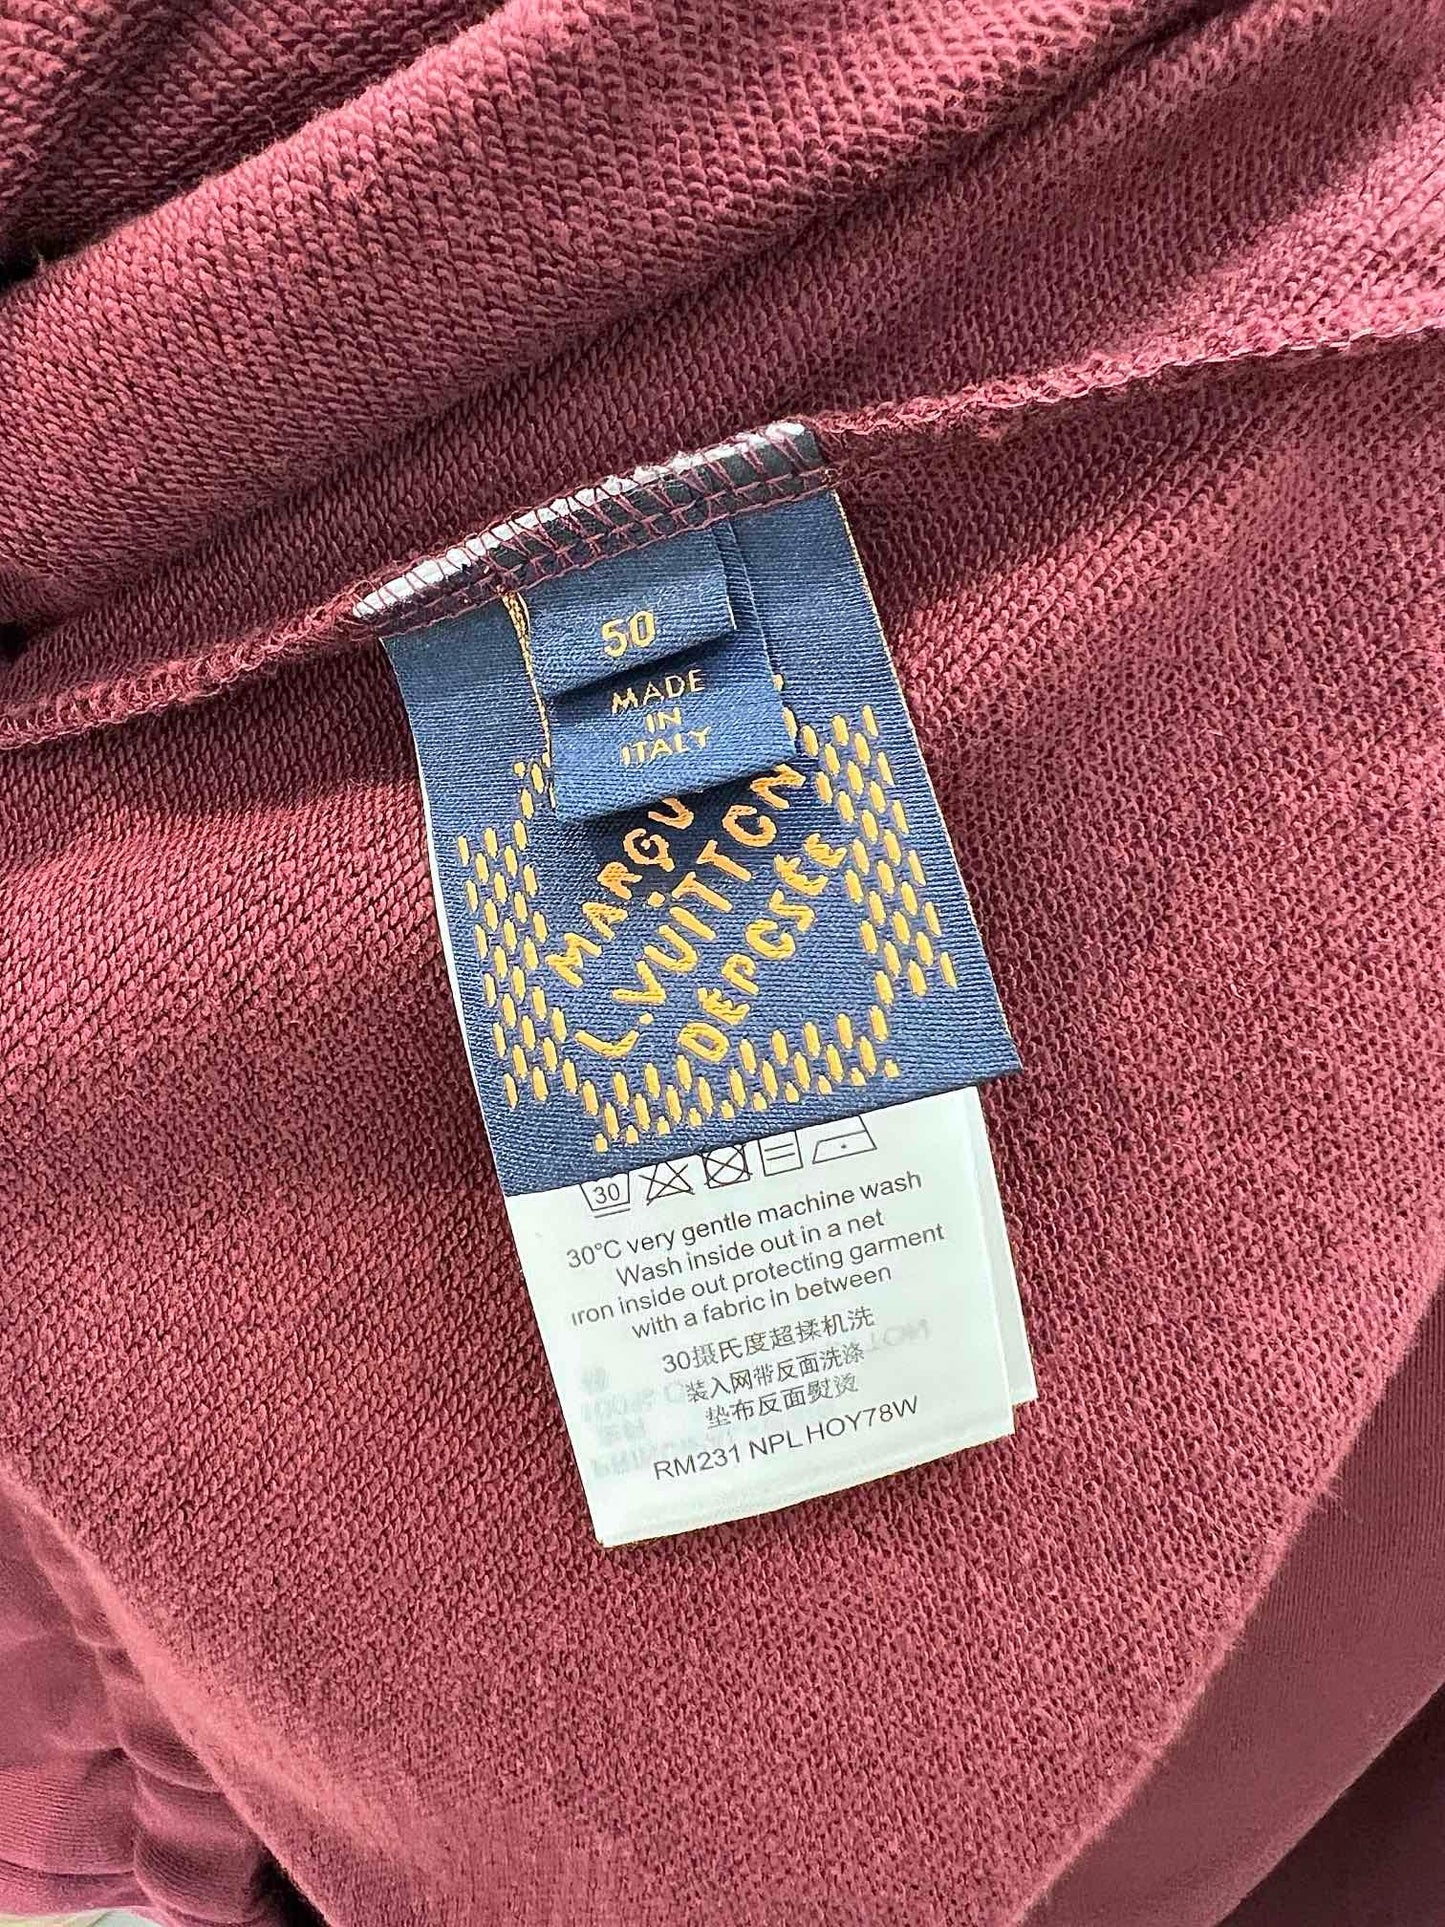 50
MADE
IN
ITALY
MARQU
L.VUITTON
DEPOSEE
30
30°C very gentle machine wash
Wash inside out in a net
Iron inside out protecting garment
with a fabric in between
30摄氏度超揉机洗
装入网带反面洗涤
垫布反面熨烫
RM231 NPL HOY78W